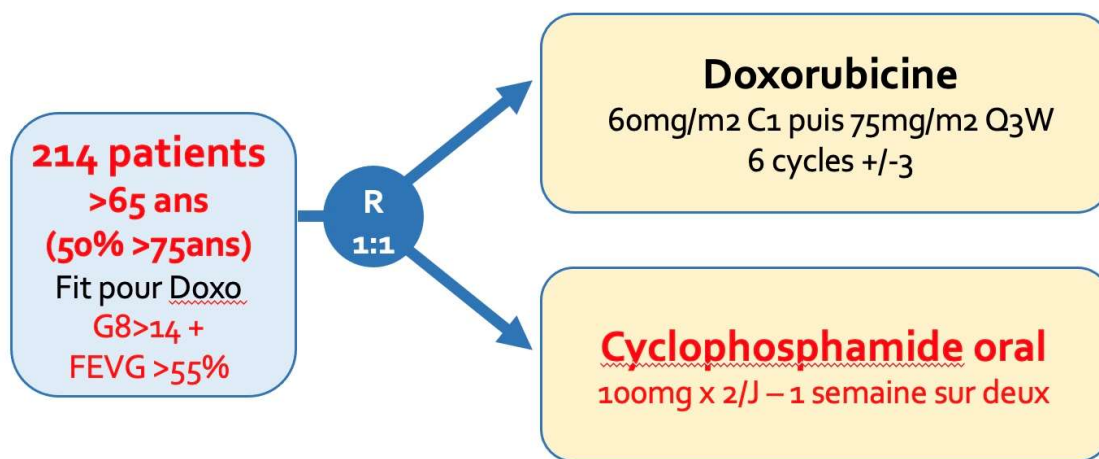 214 patients
>65 ans
(50% >75ans)
Fit pour Doxo
G8>14 +
FEVG >55%
R
1:1
Doxorubicine
60mg/m2 C1 puis 75mg/m2 Q3W
6 cycles +/-3
Cyclophosphamide oral
100mg x 2/J – 1 semaine sur deux